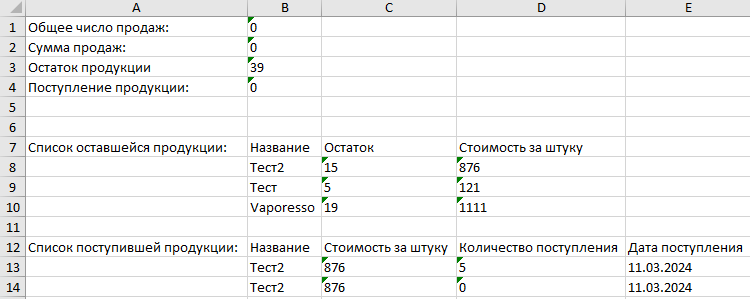 A B C D E
1 Общее число продаж: 0
2 Сумма продаж: 0
3 Остаток продукции 39
4 Поступление продукции: 0
5
6
7 Список оставшейся продукции: Название Остаток Стоимость за штуку
8 Тест2 15 876
9 Тест 5 121
10 Vaporesso 19 1111
11
12 Список поступившей продукции: Название Стоимость за штуку Количество поступления Дата поступления
13 Тест2 876 5 11.03.2024
14 Тест2 876 0 11.03.2024